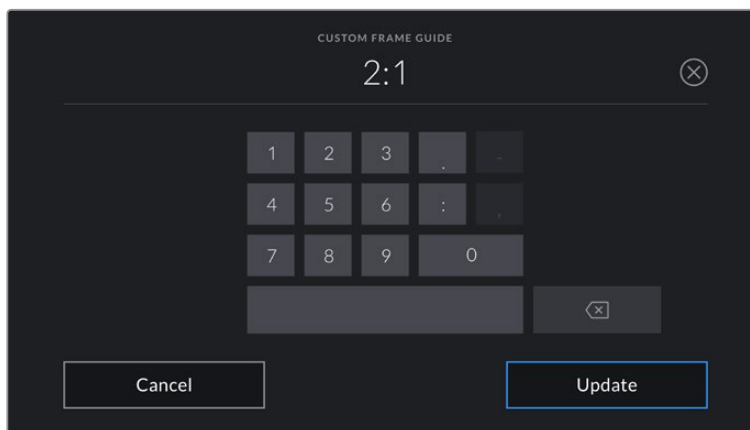 CUSTOM FRAME GUIDE
2:1
1 2 3 . -
4 5 6 : ,
7 8 9 0
Cancel Update